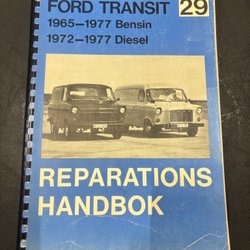 FORD TRANSIT 29
1965–1977 Bensin
1972–1977 Diesel
REPARATIONS
HANDBOK